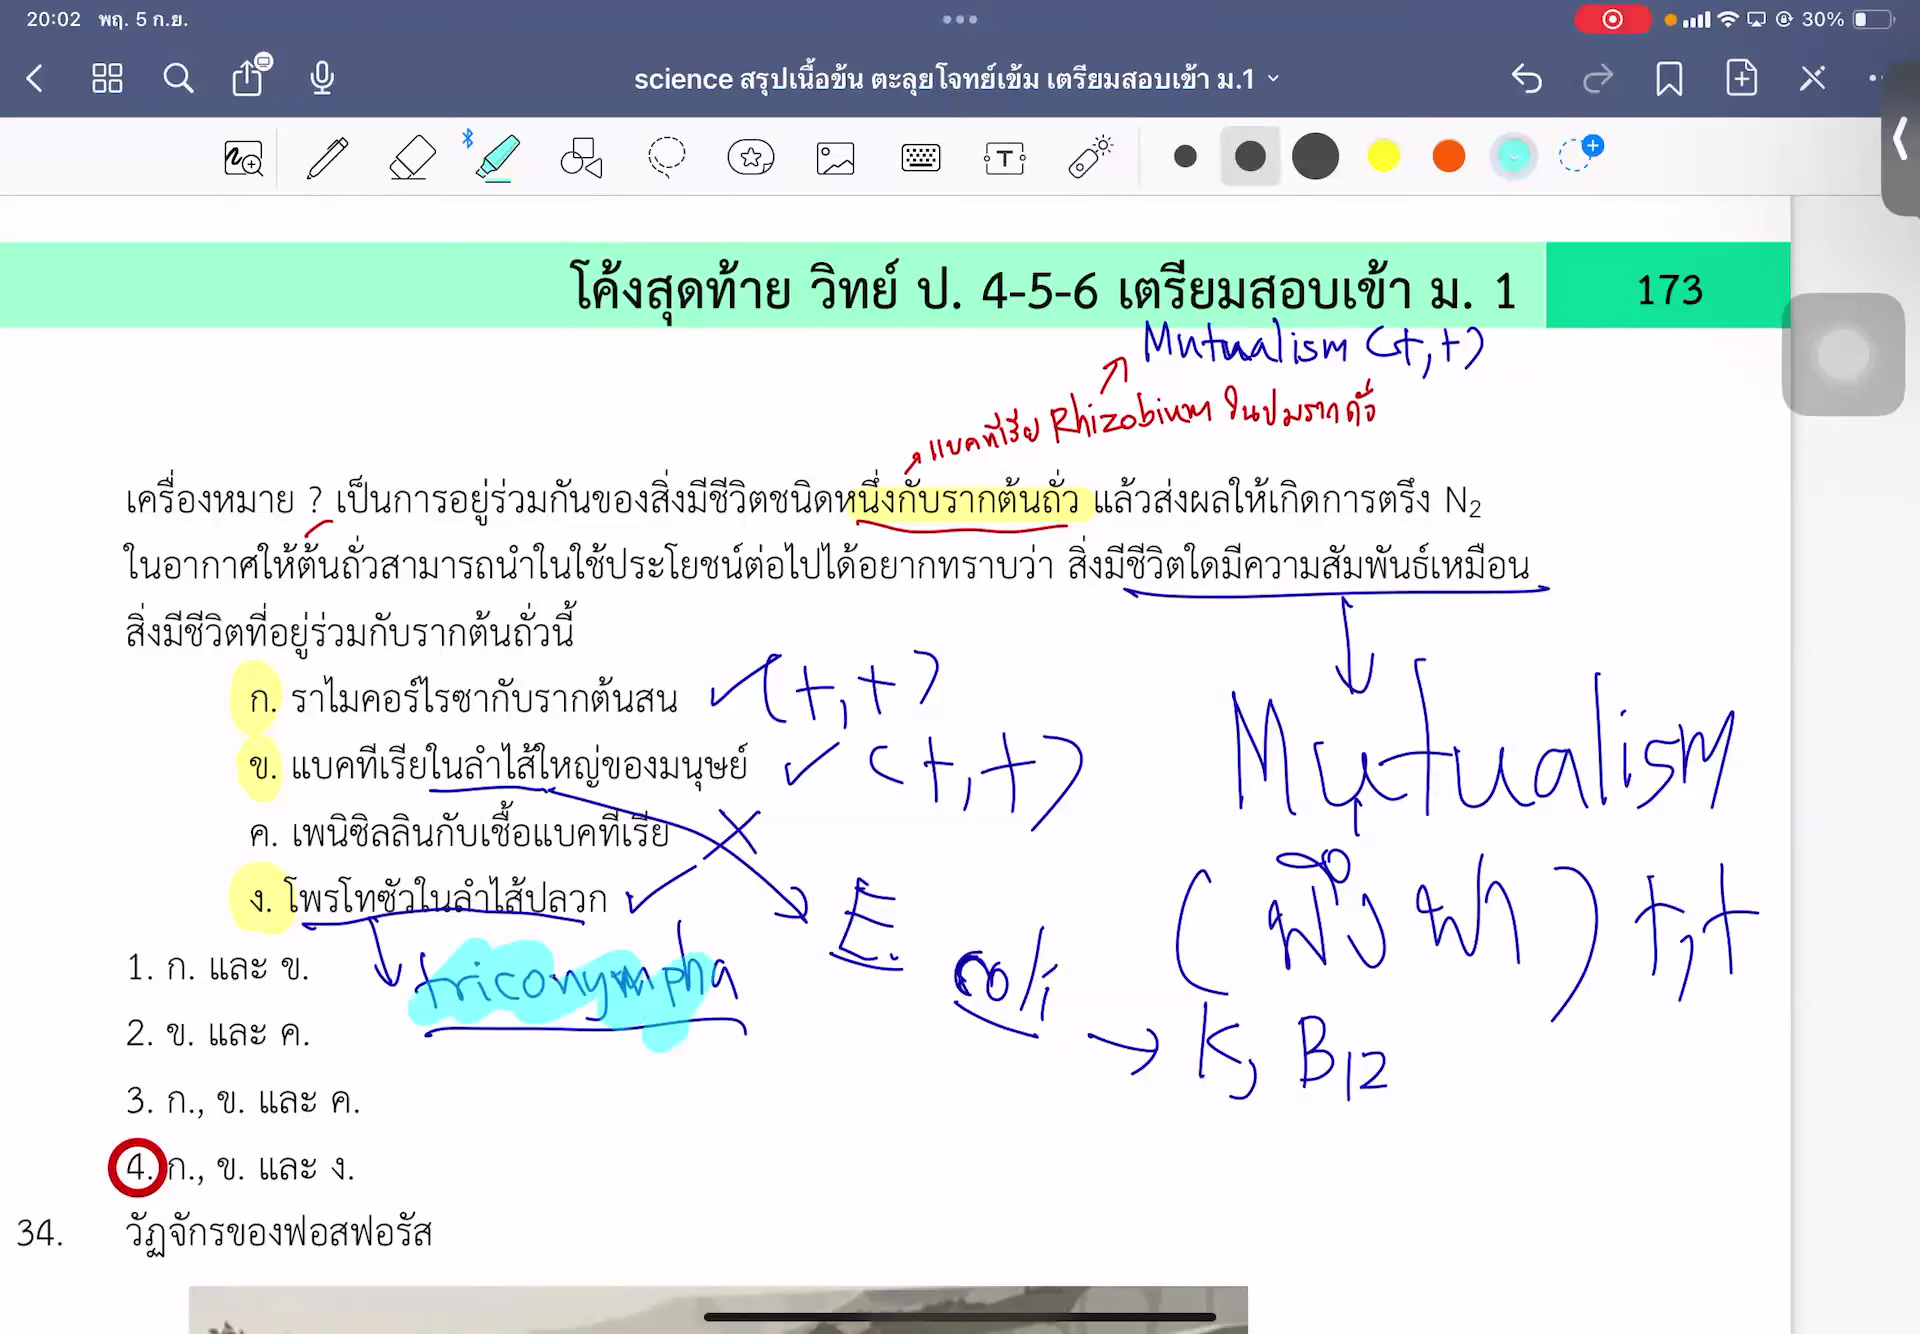 20:02 พฤ. 5 ก.ย.
30%
science สรุปเนื้อข้น ตะลุยโจทย์เข้ม เตรียมสอบเข้า ม.1
โค้งสุดท้าย วิทย์ ป. 4-5-6 เตรียมสอบเข้า ม. 1 173
Mutualism (+,+)
แบคทีเรีย Rhizobium ในปมรากถั่ว
เครื่องหมาย ? เป็นการอยู่ร่วมกันของสิ่งมีชีวิตชนิดหนึ่งกับรากต้นถั่ว แล้วส่งผลให้เกิดการตรึง N₂
ในอากาศให้ต้นถั่วสามารถนำในใช้ประโยชน์ต่อไปได้อยากทราบว่า สิ่งมีชีวิตใดมีความสัมพันธ์เหมือน
สิ่งมีชีวิตที่อยู่ร่วมกับรากต้นถั่วนี้
ก. ราไมคอร์ไรซากับรากต้นสน (+,+)
ข. แบคทีเรียในลำไส้ใหญ่ของมนุษย์ (+,+)
Mutualism
ค. เพนิซิลลินกับเชื้อแบคทีเรีย
ง. โพรโทซัวในลำไส้ปลวก
(พึ่งพา) +,+
1. ก. และ ข.
triconympha
E. coli → K, B12
2. ข. และ ค.
3. ก., ข. และ ค.
4. ก., ข. และ ง.
34. วัฏจักรของฟอสฟอรัส